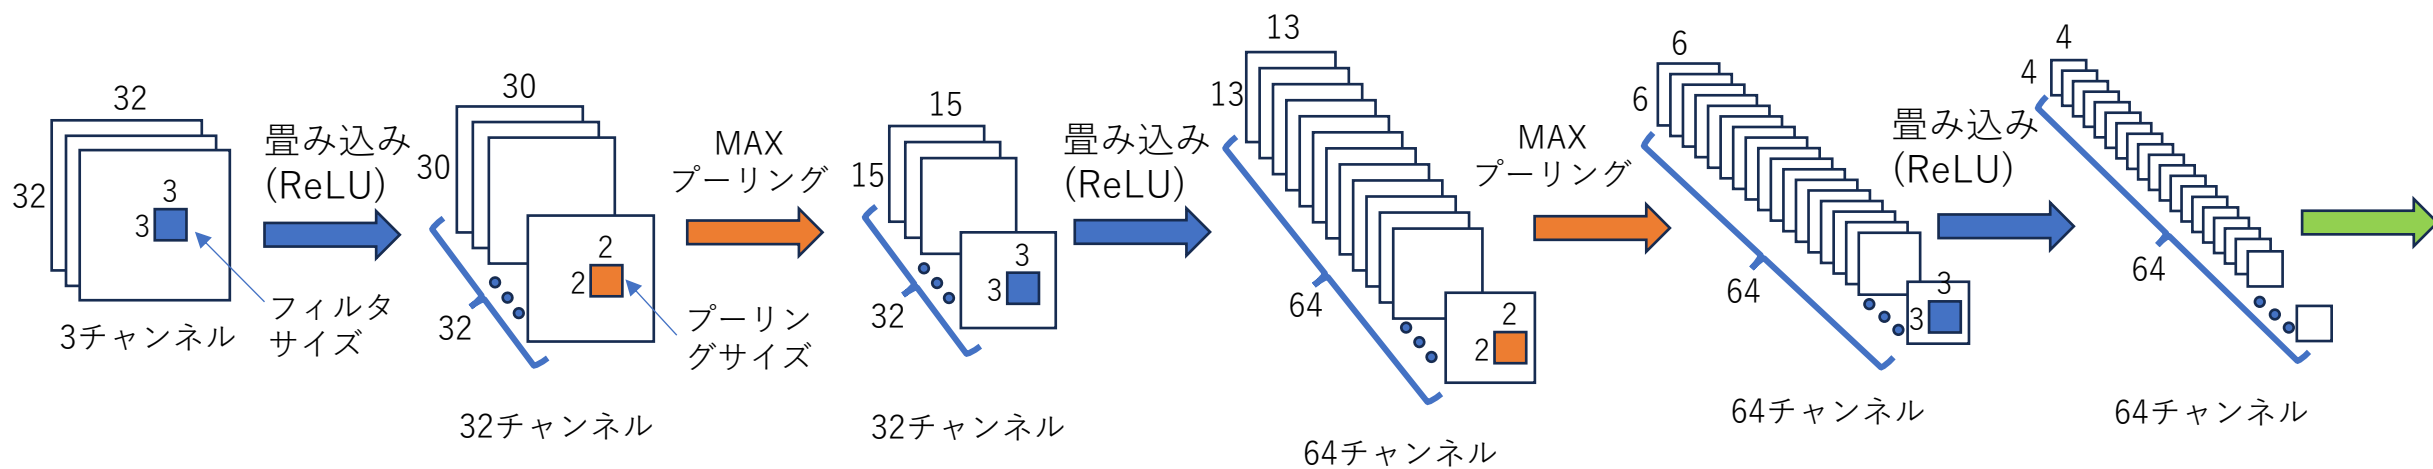 32
32
3
3
3チャンネル
畳み込み
(ReLU)
フィルタ
サイズ
30
30
2
2
32
32チャンネル
MAX
プーリング
プーリン
グサイズ
15
15
3
3
32
32チャンネル
畳み込み
(ReLU)
13
13
2
2
64
64チャンネル
MAX
プーリング
6
6
3
3
64
64チャンネル
畳み込み
(ReLU)
4
4
64
64チャンネル